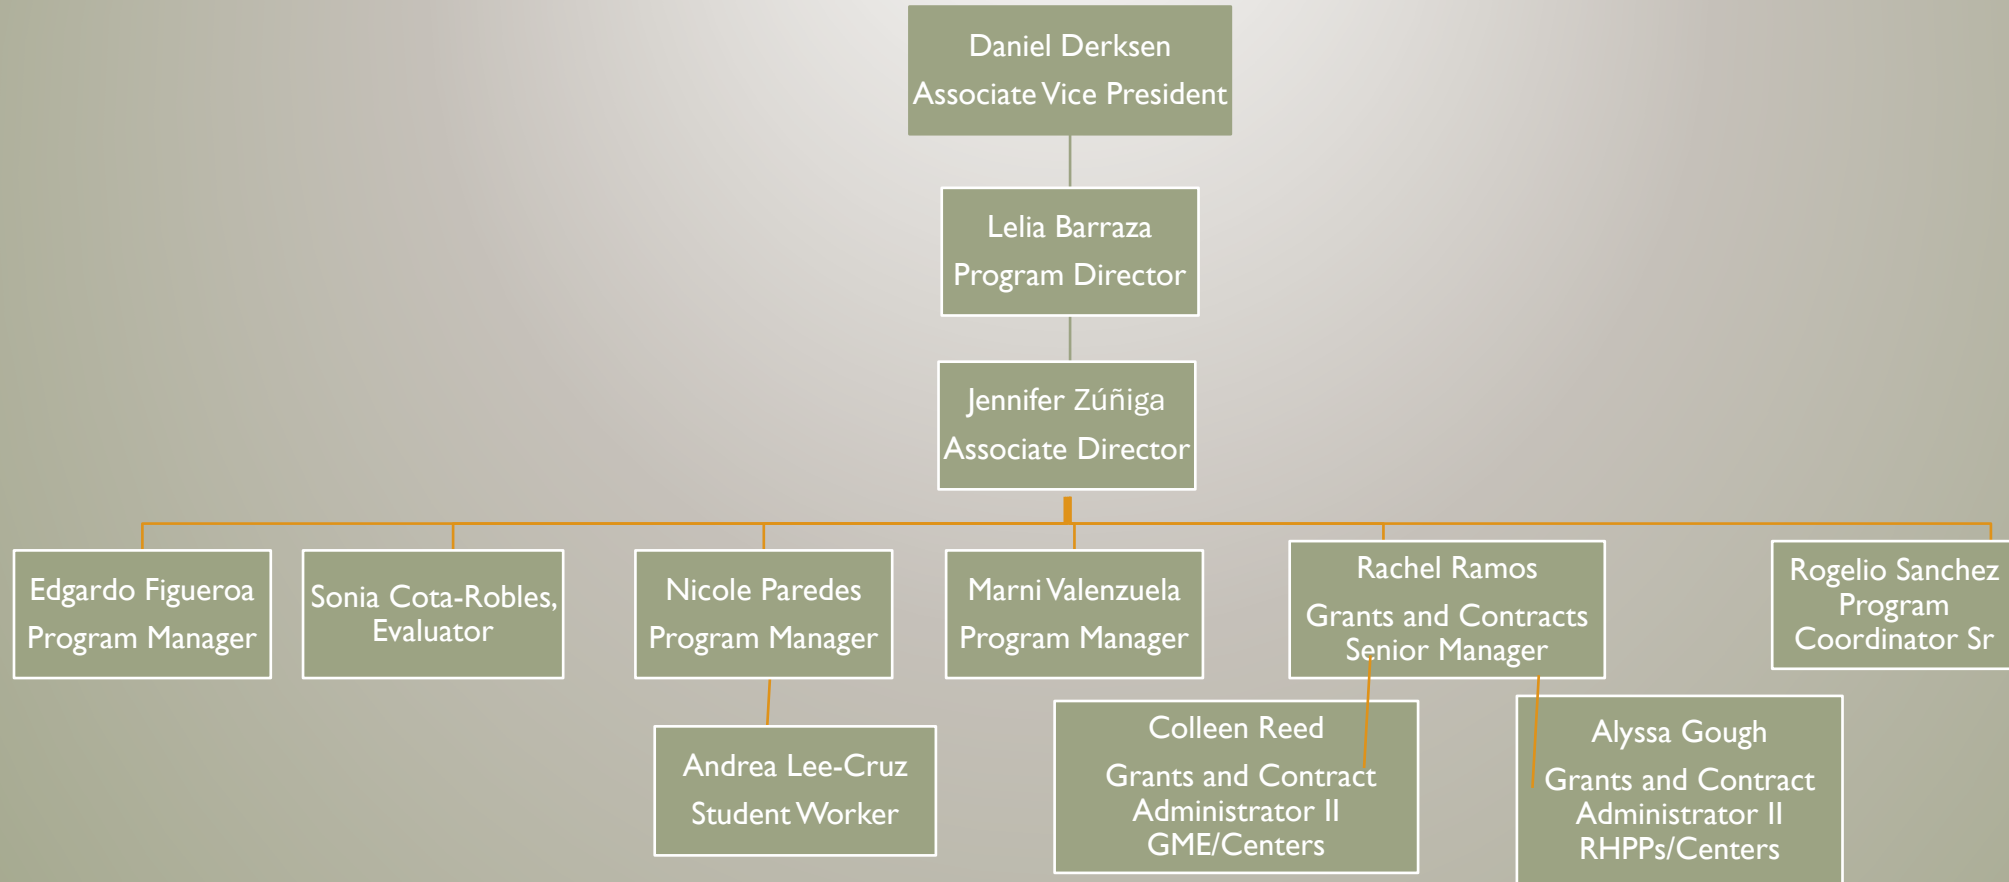 Daniel Derksen
Associate Vice President
Lelia Barraza
Program Director
Jennifer Zúñiga
Associate Director
Edgardo Figueroa
Program Manager
Sonia Cota-Robles,
Evaluator
Nicole Paredes
Program Manager
Marni Valenzuela
Program Manager
Rachel Ramos
Grants and Contracts
Senior Manager
Rogelio Sanchez
Program
Coordinator Sr
Andrea Lee-Cruz
Student Worker
Colleen Reed
Grants and Contract
Administrator II
GME/Centers
Alyssa Gough
Grants and Contract
Administrator II
RHPPs/Centers